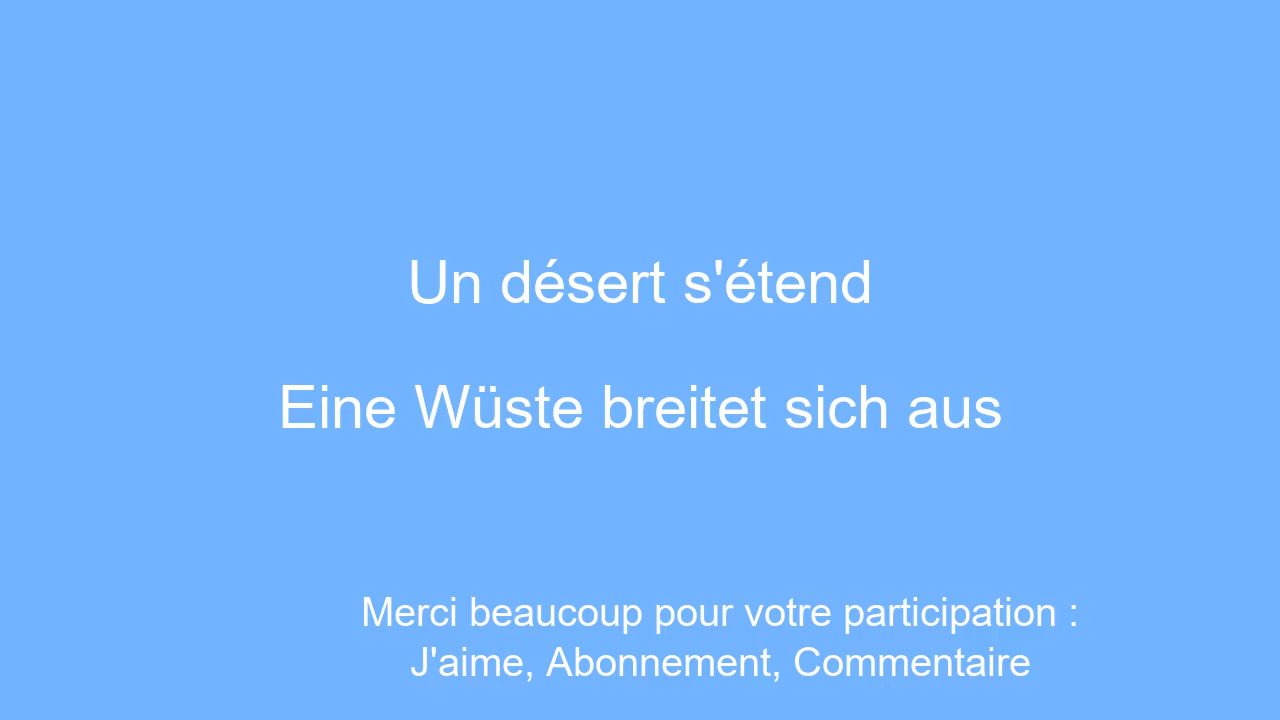 Un désert s'étend
Eine Wüste breitet sich aus
Merci beaucoup pour votre participation :
J'aime, Abonnement, Commentaire